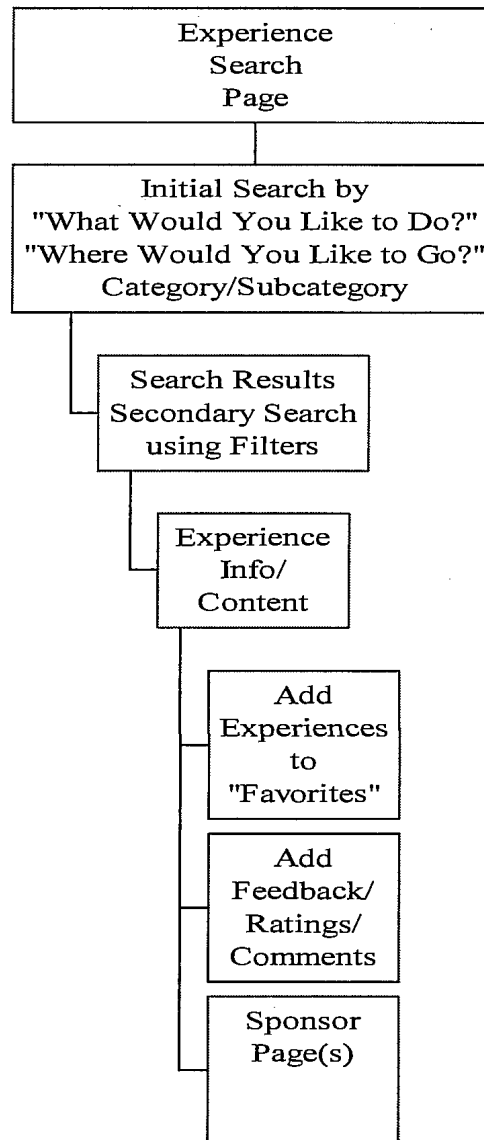 Experience
Search
Page
Initial Search by
"What Would You Like to Do?"
"Where Would You Like to Go?"
Category/Subcategory
Search Results
Secondary Search
using Filters
Experience
Info/
Content
Add
Experiences
to
"Favorites"
Add
Feedback/
Ratings/
Comments
Sponsor
Page(s)